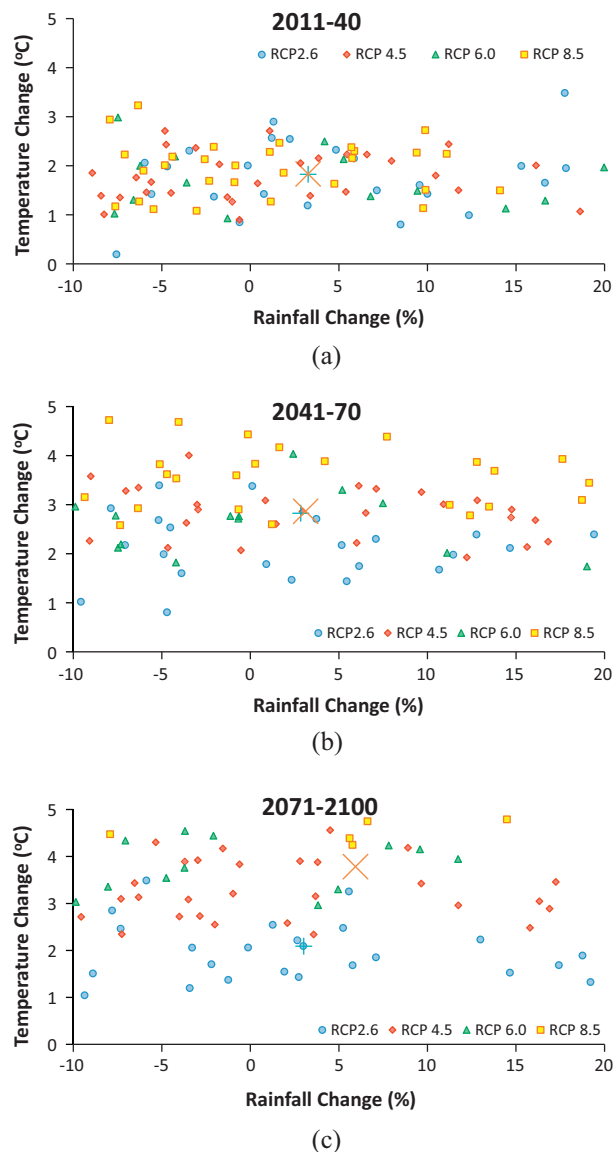 2011-40
RCP2.6 RCP 4.5 RCP 6.0 RCP 8.5
Temperature Change (ºC)
5
4
3
2
1
0
-10 -5 0 5 10 15 20
Rainfall Change (%)
(a)
2041-70
Temperature Change (ºC)
5
4
3
2
1
0
RCP2.6 RCP 4.5 RCP 6.0 RCP 8.5
-10 -5 0 5 10 15 20
Rainfall Change (%)
(b)
2071-2100
Temperature Change (ºC)
5
4
3
2
1
0
RCP2.6 RCP 4.5 RCP 6.0 RCP 8.5
-10 -5 0 5 10 15 20
Rainfall Change (%)
(c)